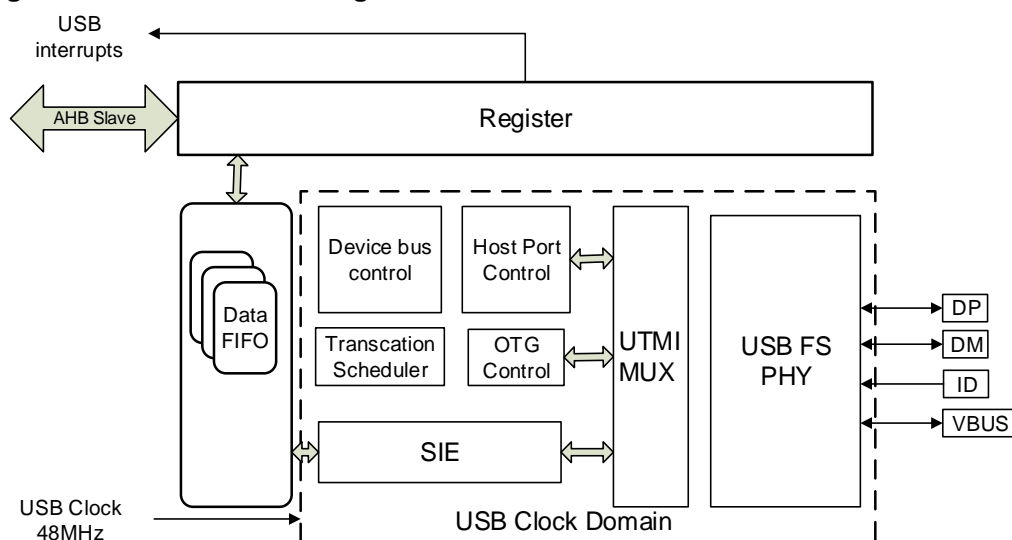 USB
interrupts
AHB Slave
Register
Device bus
control
Host Port
Control
Data
FIFO
Transcation
Scheduler
OTG
Control
UTMI
MUX
USB FS
PHY
DP
DM
ID
VBUS
SIE
USB Clock
48MHz
USB Clock Domain